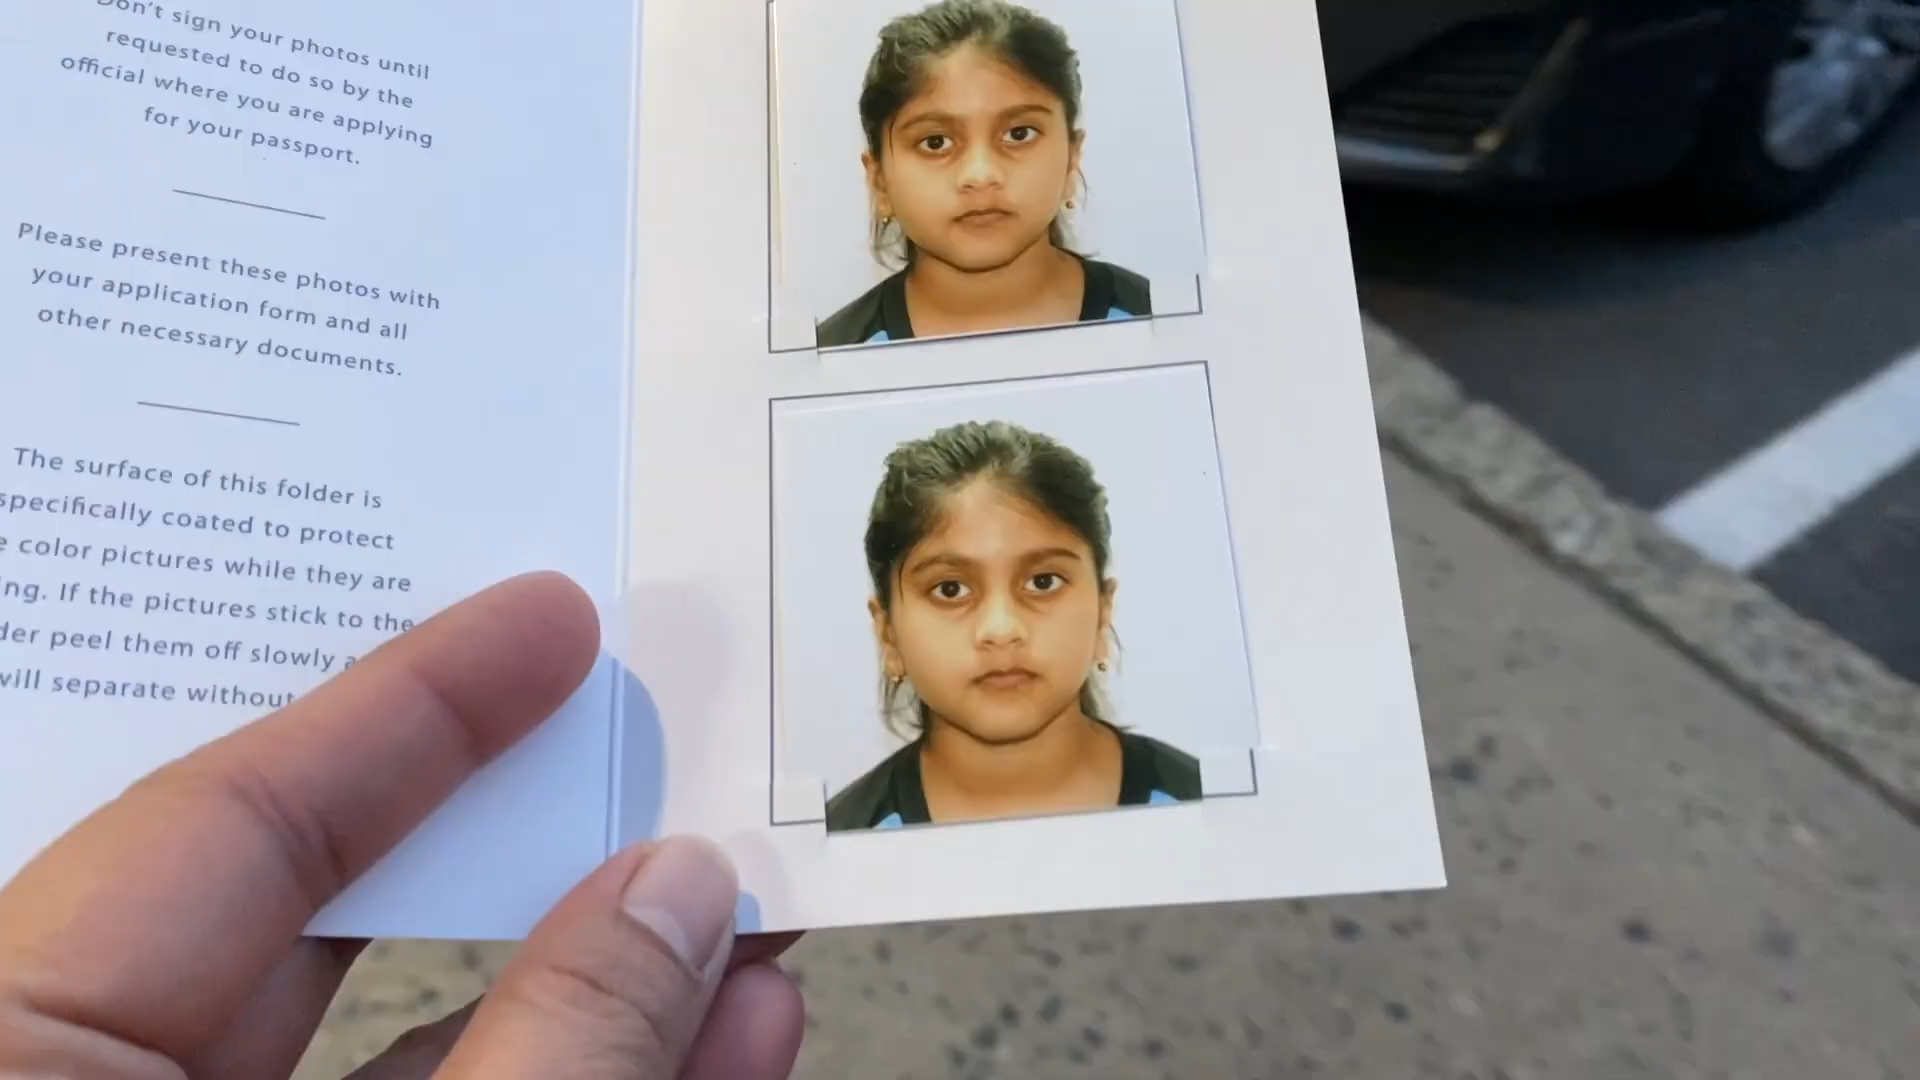 Don't sign your photos until
requested to do so by the
official where you are applying
for your passport.
Please present these photos with
your application form and all
other necessary documents.
The surface of this folder is
specifically coated to protect
color pictures while they are
If the pictures stick to the
peel them off slowly
will separate without